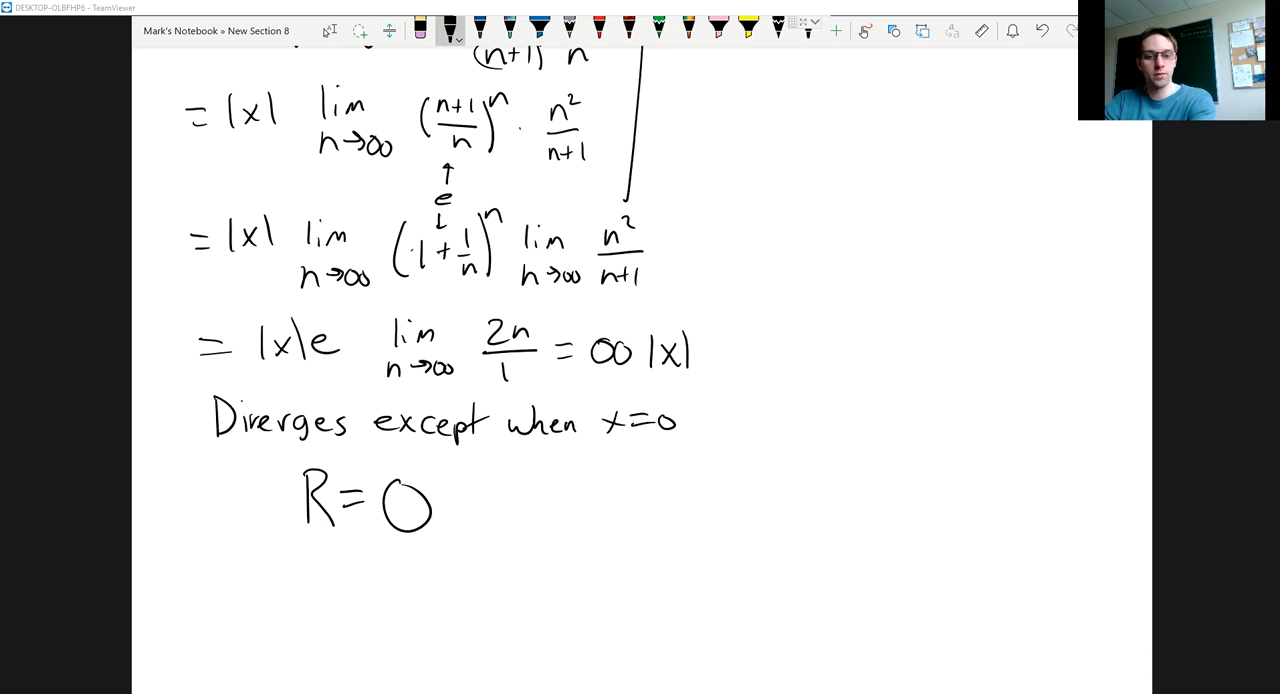 DESKTOP-OLBFHP6 - TeamViewer
Mark's Notebook » New Section 8
(n+1) n
= |x| lim n→∞ ((n+1)/n)^n · n²/(n+1)
↑
e
↓
= |x| lim n→∞ (1 + 1/n)^n lim n→∞ n²/(n+1)
= |x|e lim n→∞ 2n/1 = ∞ |x|
Diverges except when x=0
R = 0